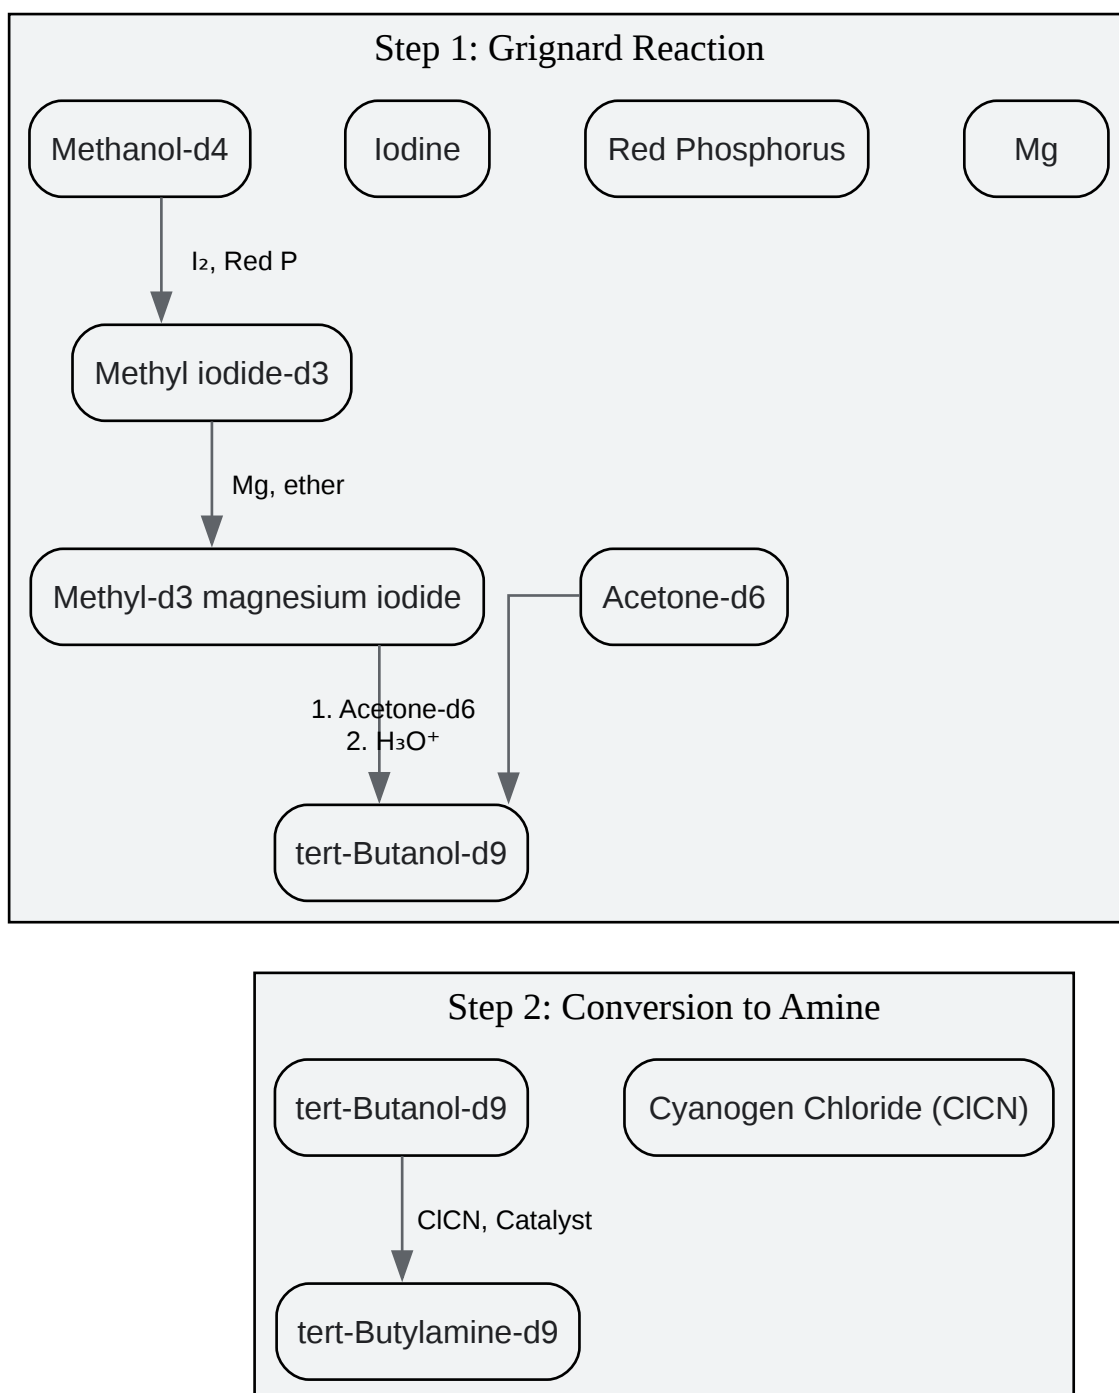 Step 1: Grignard Reaction
Methanol-d4
Iodine
Red Phosphorus
Mg
I₂, Red P
Methyl iodide-d3
Mg, ether
Methyl-d3 magnesium iodide
Acetone-d6
1. Acetone-d6
2. H₃O⁺
tert-Butanol-d9
Step 2: Conversion to Amine
tert-Butanol-d9
Cyanogen Chloride (ClCN)
ClCN, Catalyst
tert-Butylamine-d9